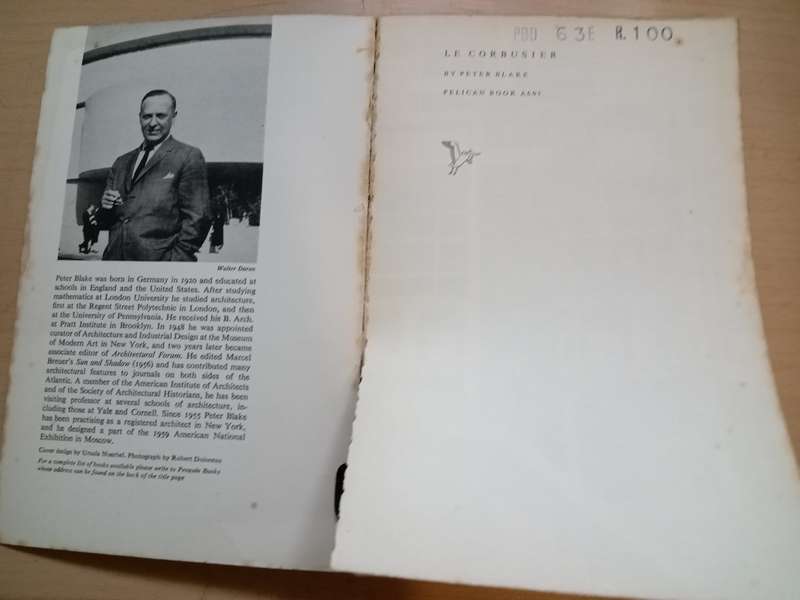 Walter Daran
Peter Blake was born in Germany in 1920 and educated at
schools in England and the United States. After studying
mathematics at London University he studied architecture,
first at the Regent Street Polytechnic in London, and then
at the University of Pennsylvania. He received his B. Arch.
at Pratt Institute in Brooklyn. In 1948 he was appointed
curator of Architecture and Industrial Design at the Museum
of Modern Art in New York, and two years later became
associate editor of Architectural Forum. He edited Marcel
Breuer's Sun and Shadow (1956) and has contributed many
architectural features to journals on both sides of the
Atlantic. A member of the American Institute of Architects
and of the Society of Architectural Historians, he has been
visiting professor at several schools of architecture, in-
cluding those at Yale and Cornell. Since 1955 Peter Blake
has been practising as a registered architect in New York,
and he designed a part of the 1959 American National
Exhibition in Moscow.
Cover design by Ursula Noerbel. Photograph by Robert Doisneau
For a complete list of books available please write to Penguin Books
whose address can be found on the back of the title page
PBD 63E R.100.
LE CORBUSIER
BY PETER BLAKE
PELICAN BOOK A591